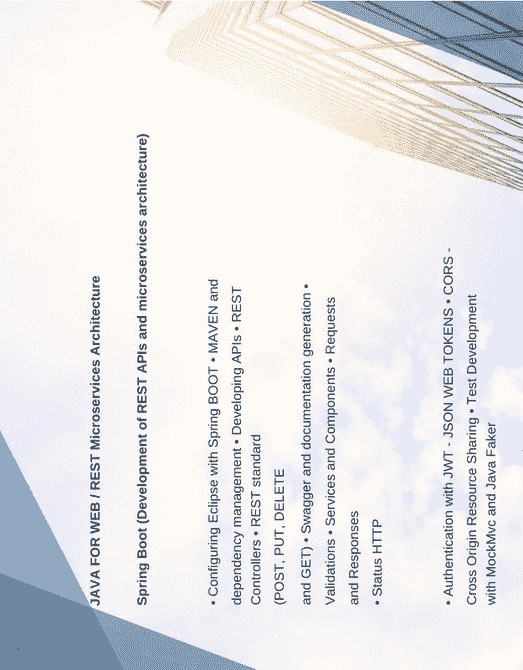 JAVA FOR WEB / REST Microservices Architecture
Spring Boot (Development of REST APIs and microservices architecture)
• Configuring Eclipse with Spring BOOT • MAVEN and
dependency management • Developing APIs • REST
Controllers • REST standard
(POST, PUT, DELETE
and GET) • Swagger and documentation generation •
Validations • Services and Components • Requests
and Responses
• Status HTTP
• Authentication with JWT - JSON WEB TOKENS • CORS -
Cross Origin Resource Sharing • Test Development
with MockMvc and Java Faker